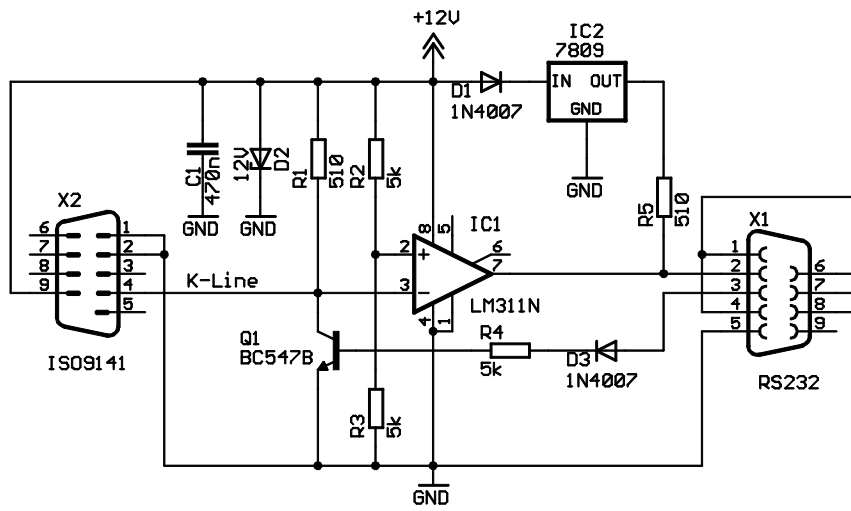 +12V
IC2
7809
IN OUT
GND
D1
1N4007
GND
C1
470n
12V
D2
R1
510
R2
5k
GND
GND
R5
510
X2
6
7
8
9
1
2
3
4
5
ISO9141
K-Line
IC1
8
5
2
3
+
-
6
7
4
1
LM311N
Q1
BC547B
R4
5k
D3
1N4007
R3
5k
GND
X1
1
2
3
4
5
6
7
8
9
RS232